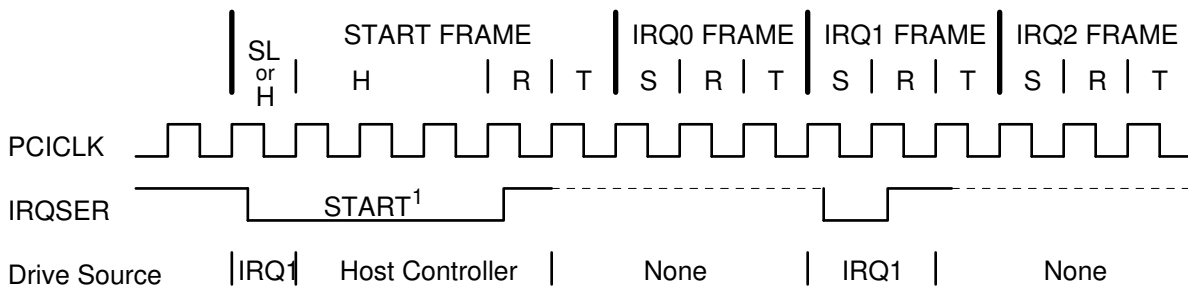 START FRAME IRQ0 FRAME IRQ1 FRAME IRQ2 FRAME
SL
or
H
H R T S R T S R T S R T
PCICLK
IRQSER START1
Drive Source IRQ1 Host Controller None IRQ1 None